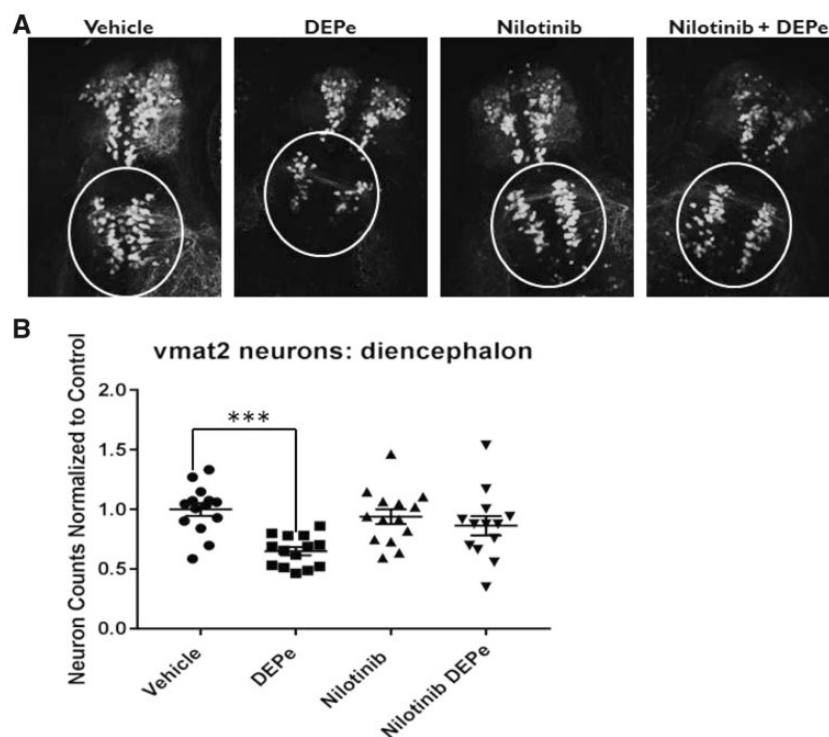 A
Vehicle
DEPe
Nilotinib
Nilotinib + DEPe
B
vmat2 neurons: diencephalon
Neuron Counts Normalized to Control
2.0
1.5
1.0
0.5
0.0
***
Vehicle
DEPe
Nilotinib
Nilotinib DEPe